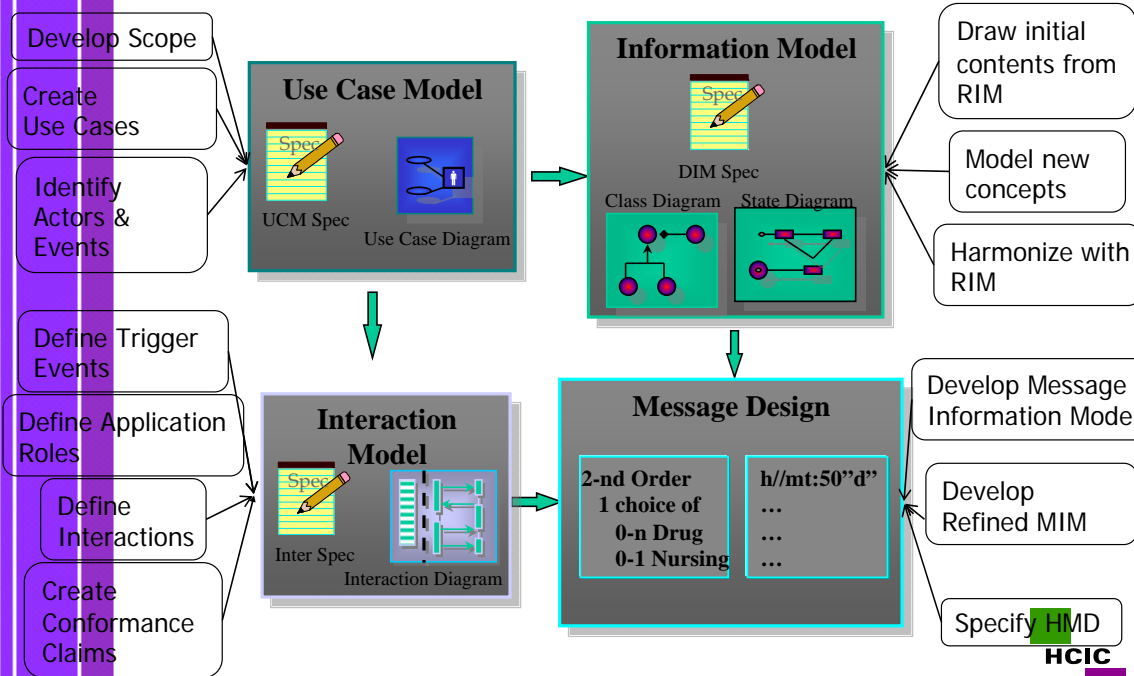 Develop Scope
Create
Use Cases
Identify
Actors &
Events
Use Case Model
Spec
UCM Spec
Use Case Diagram
Information Model
Spec
DIM Spec
Class Diagram
State Diagram
Draw initial
contents from
RIM
Model new
concepts
Harmonize with
RIM
Define Trigger
Events
Define Application
Roles
Define
Interactions
Create
Conformance
Claims
Interaction
Model
Spec
Inter Spec
Interaction Diagram
Message Design
2-nd Order
1 choice of
0-n Drug
0-1 Nursing
h//mt:50”d”
…
…
…
Develop Message
Information Mode
Develop
Refined MIM
Specify HMD
HCIC